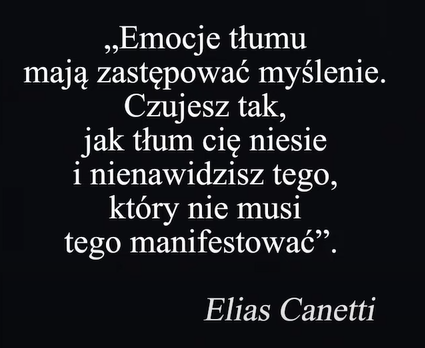 „Emocje tłumu
mają zastępować myślenie.
Czujesz tak,
jak tłum cię niesie
i nienawidzisz tego,
który nie musi
tego manifestować”.
Elias Canetti